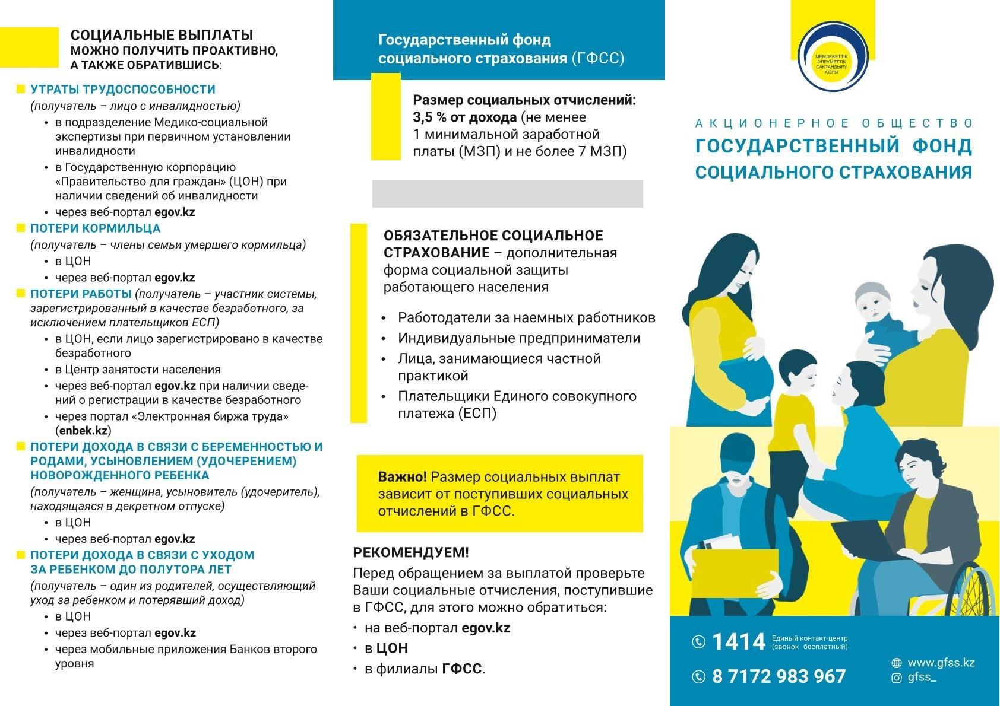 СОЦИАЛЬНЫЕ ВЫПЛАТЫ
МОЖНО ПОЛУЧИТЬ ПРОАКТИВНО,
А ТАКЖЕ ОБРАТИВШИСЬ:
УТРАТЫ ТРУДОСПОСОБНОСТИ
(получатель – лицо с инвалидностью)
• в подразделение Медико-социальной
экспертизы при первичном установлении
инвалидности
• в Государственную корпорацию
«Правительство для граждан» (ЦОН) при
наличии сведений об инвалидности
• через веб-портал egov.kz
ПОТЕРИ КОРМИЛЬЦА
(получатель – члены семьи умершего кормильца)
• в ЦОН
• через веб-портал egov.kz
ПОТЕРИ РАБОТЫ (получатель – участник системы,
зарегистрированный в качестве безработного, за
исключением плательщиков ЕСП)
• в ЦОН, если лицо зарегистрировано в качестве
безработного
• в Центр занятости населения
• через веб-портал egov.kz при наличии сведе-
ний о регистрации в качестве безработного
• через портал «Электронная биржа труда»
(enbek.kz)
ПОТЕРИ ДОХОДА В СВЯЗИ С БЕРЕМЕННОСТЬЮ И
РОДАМИ, УСЫНОВЛЕНИЕМ (УДОЧЕРЕНИЕМ)
НОВОРОЖДЕННОГО РЕБЕНКА
(получатель – женщина, усыновитель (удочеритель),
находящаяся в декретном отпуске)
• в ЦОН
• через веб-портал egov.kz
ПОТЕРИ ДОХОДА В СВЯЗИ С УХОДОМ
ЗА РЕБЕНКОМ ДО ПОЛУТОРА ЛЕТ
(получатель – один из родителей, осуществляющий
уход за ребенком и потерявший доход)
• в ЦОН
• через веб-портал egov.kz
• через мобильные приложения Банков второго
уровня
Государственный фонд
социального страхования (ГФСС)
Размер социальных отчислений:
3,5 % от дохода (не менее
1 минимальной заработной
платы (МЗП) и не более 7 МЗП)
ОБЯЗАТЕЛЬНОЕ СОЦИАЛЬНОЕ
СТРАХОВАНИЕ – дополнительная
форма социальной защиты
работающего населения
• Работодатели за наемных работников
• Индивидуальные предприниматели
• Лица, занимающиеся частной
практикой
• Плательщики Единого совокупного
платежа (ЕСП)
Важно! Размер социальных выплат
зависит от поступивших социальных
отчислений в ГФСС.
РЕКОМЕНДУЕМ!
Перед обращением за выплатой проверьте
Ваши социальные отчисления, поступившие
в ГФСС, для этого можно обратиться:
• на веб-портал egov.kz
• в ЦОН
• в филиалы ГФСС.
МЕМЛЕКЕТТІК
ӘЛЕУМЕТТІК
САҚТАНДЫРУ
ҚОРЫ
АКЦИОНЕРНОЕ ОБЩЕСТВО
ГОСУДАРСТВЕННЫЙ ФОНД
СОЦИАЛЬНОГО СТРАХОВАНИЯ
1414 Единый контакт-центр
(звонок бесплатный)
8 7172 983 967
www.gfss.kz
gfss_